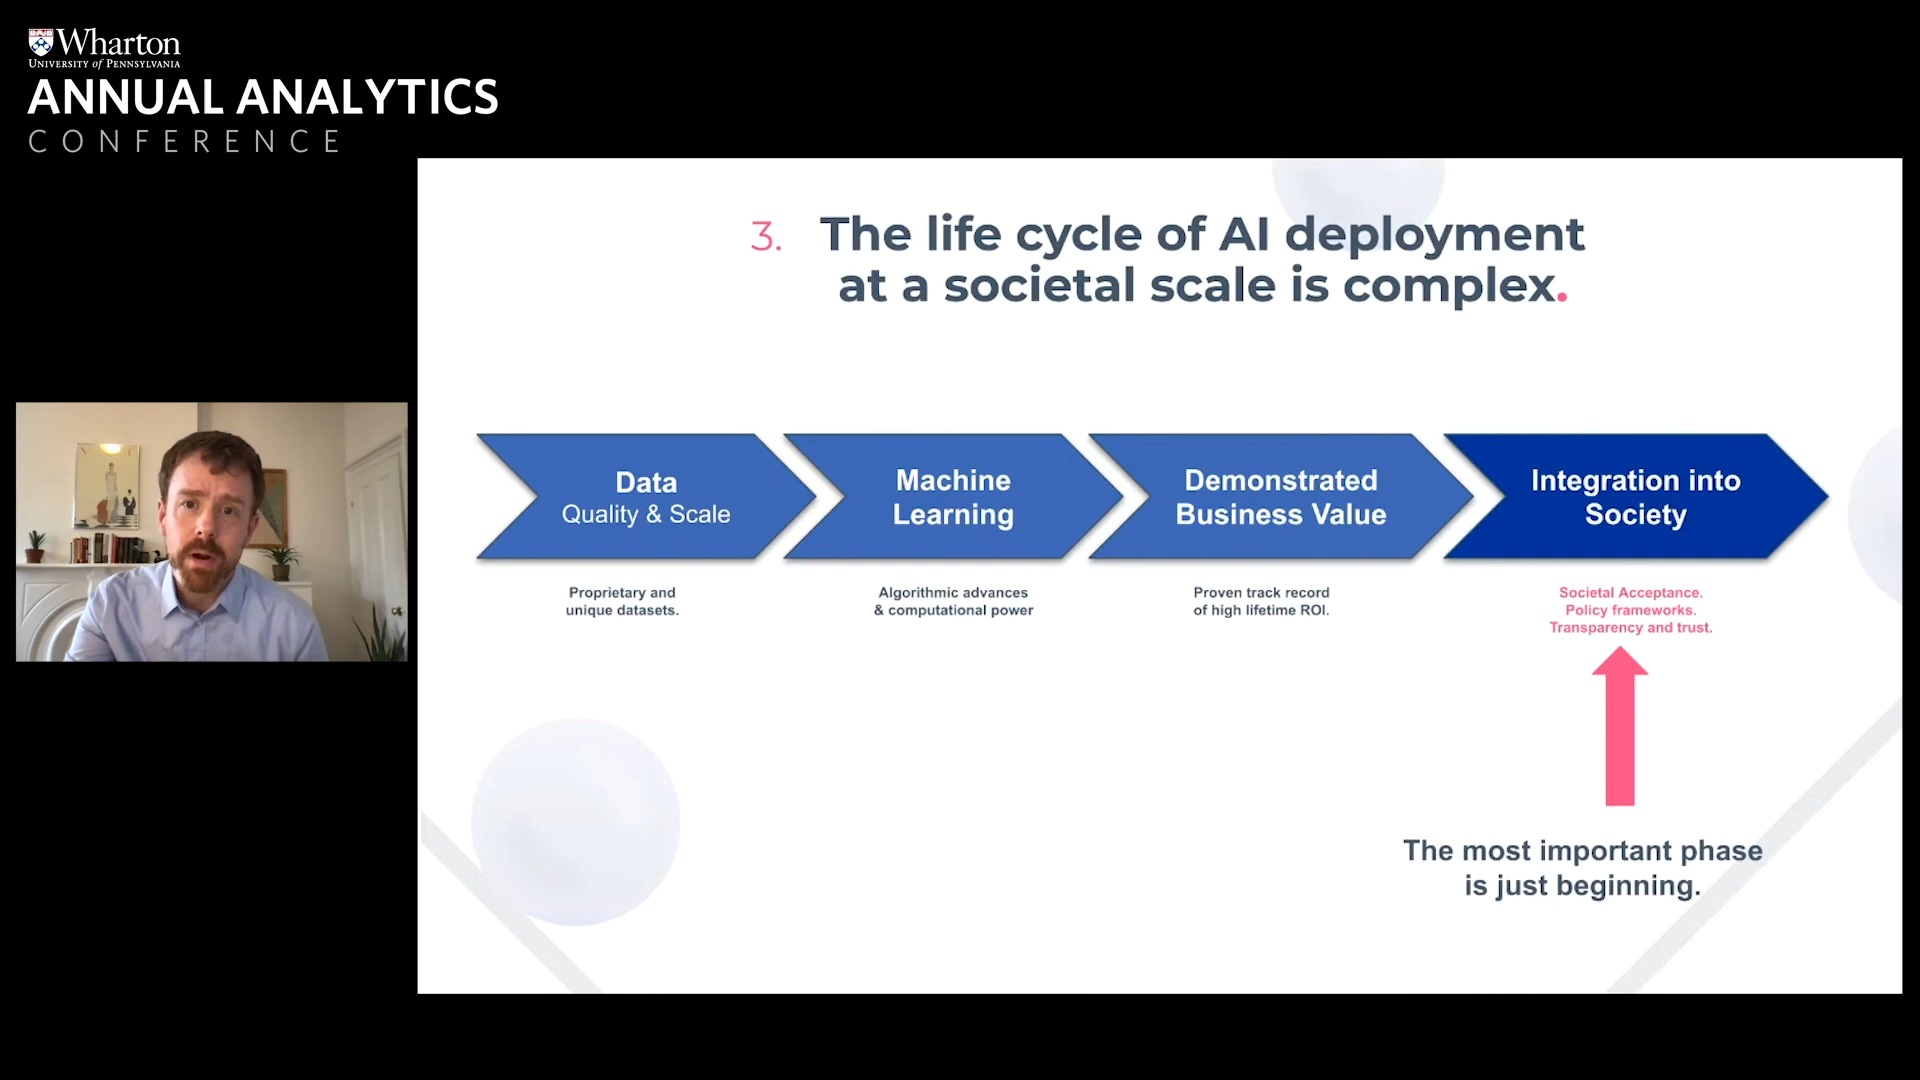 Wharton
UNIVERSITY of PENNSYLVANIA
ANNUAL ANALYTICS
CONFERENCE
3. The life cycle of AI deployment
at a societal scale is complex.
Data
Quality & Scale
Proprietary and
unique datasets.
Machine
Learning
Algorithmic advances
& computational power
Demonstrated
Business Value
Proven track record
of high lifetime ROI.
Integration into
Society
Societal Acceptance.
Policy frameworks.
Transparency and trust.
The most important phase
is just beginning.